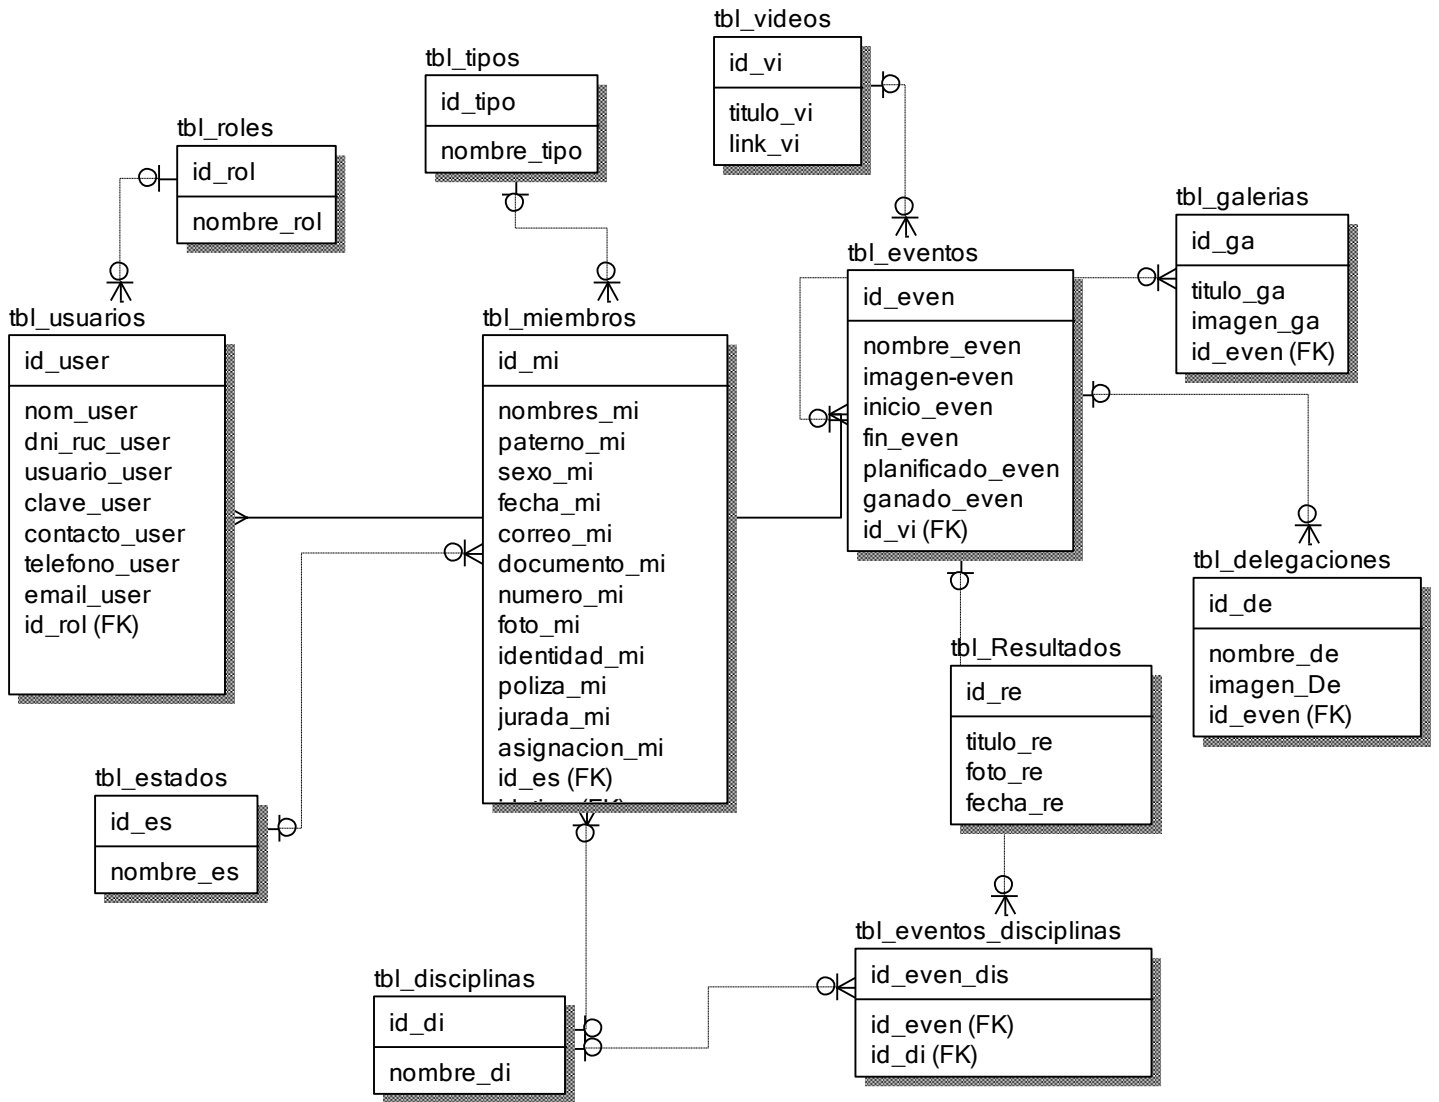 tbl_videos
id_vi
titulo_vi
link_vi
tbl_tipos
id_tipo
nombre_tipo
tbl_roles
id_rol
nombre_rol
tbl_galerias
id_ga
titulo_ga
imagen_ga
id_even (FK)
tbl_eventos
id_even
nombre_even
imagen-even
inicio_even
fin_even
planificado_even
ganado_even
id_vi (FK)
tbl_usuarios
id_user
nom_user
dni_ruc_user
usuario_user
clave_user
contacto_user
telefono_user
email_user
id_rol (FK)
tbl_miembros
id_mi
nombres_mi
paterno_mi
sexo_mi
fecha_mi
correo_mi
documento_mi
numero_mi
foto_mi
identidad_mi
poliza_mi
jurada_mi
asignacion_mi
id_es (FK)
tbl_delegaciones
id_de
nombre_de
imagen_De
id_even (FK)
tbl_Resultados
id_re
titulo_re
foto_re
fecha_re
tbl_estados
id_es
nombre_es
tbl_eventos_disciplinas
id_even_dis
id_even (FK)
id_di (FK)
tbl_disciplinas
id_di
nombre_di